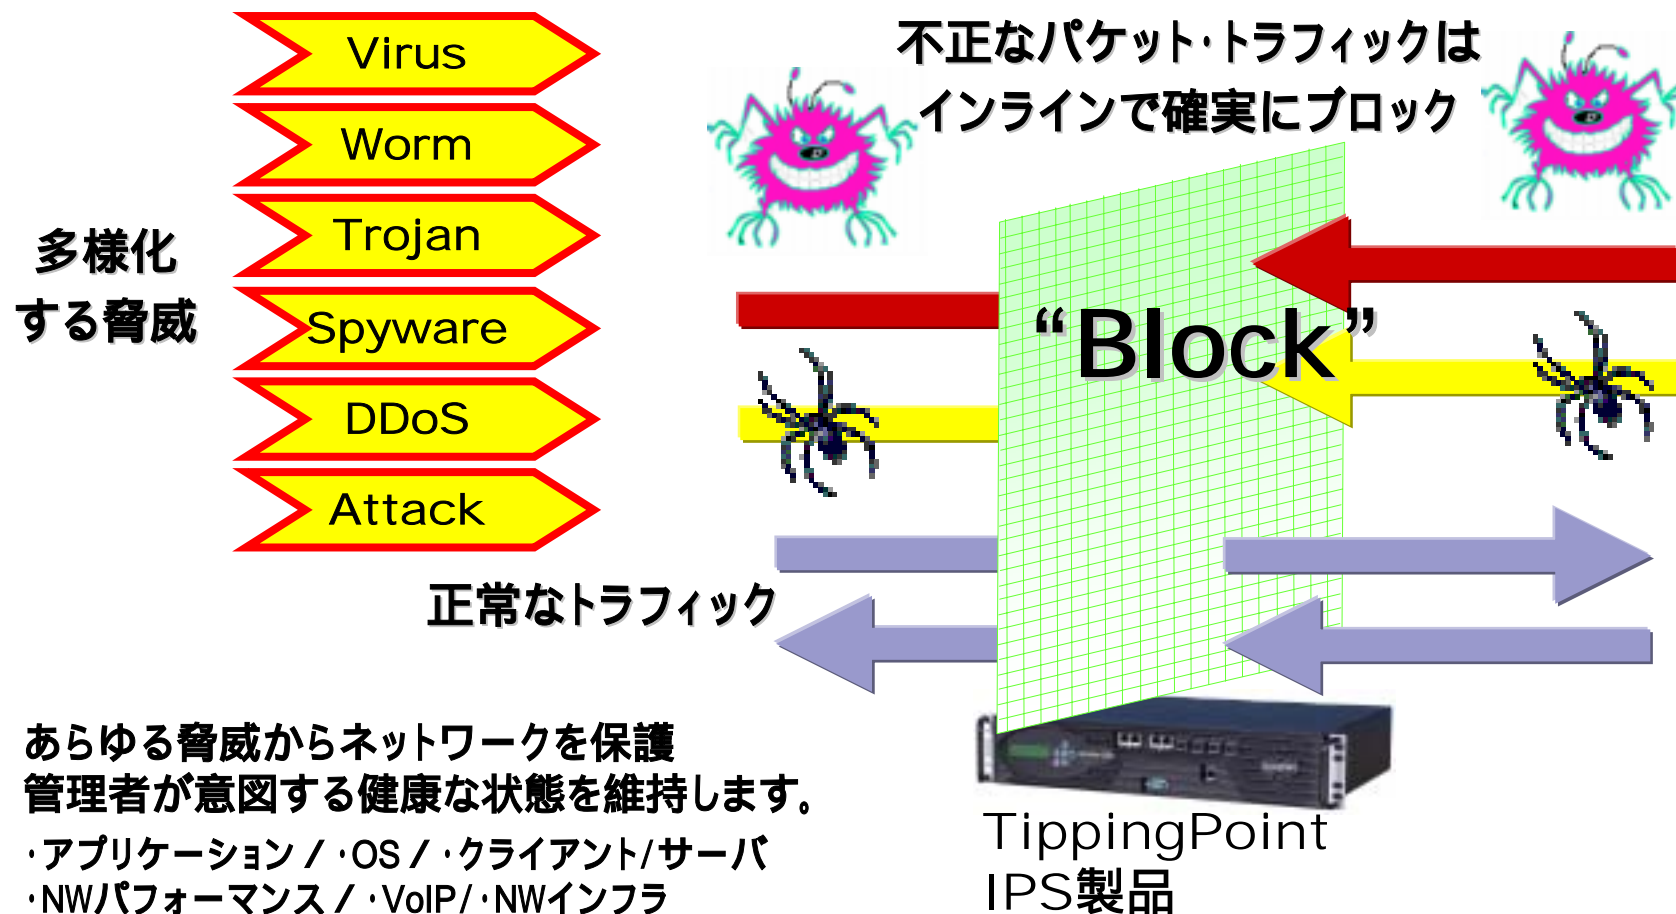 不正なパケット・トラフィックは
インラインで確実にブロック
Virus
Worm
Trojan
Spyware
DDoS
Attack
多様化
する脅威
“Block”
正常なトラフィック
あらゆる脅威からネットワークを保護
管理者が意図する健康な状態を維持します。
・アプリケーション / ・OS / ・クライアント/サーバ
・NWパフォーマンス / ・VoIP/ ・NWインフラ
TippingPoint
IPS製品